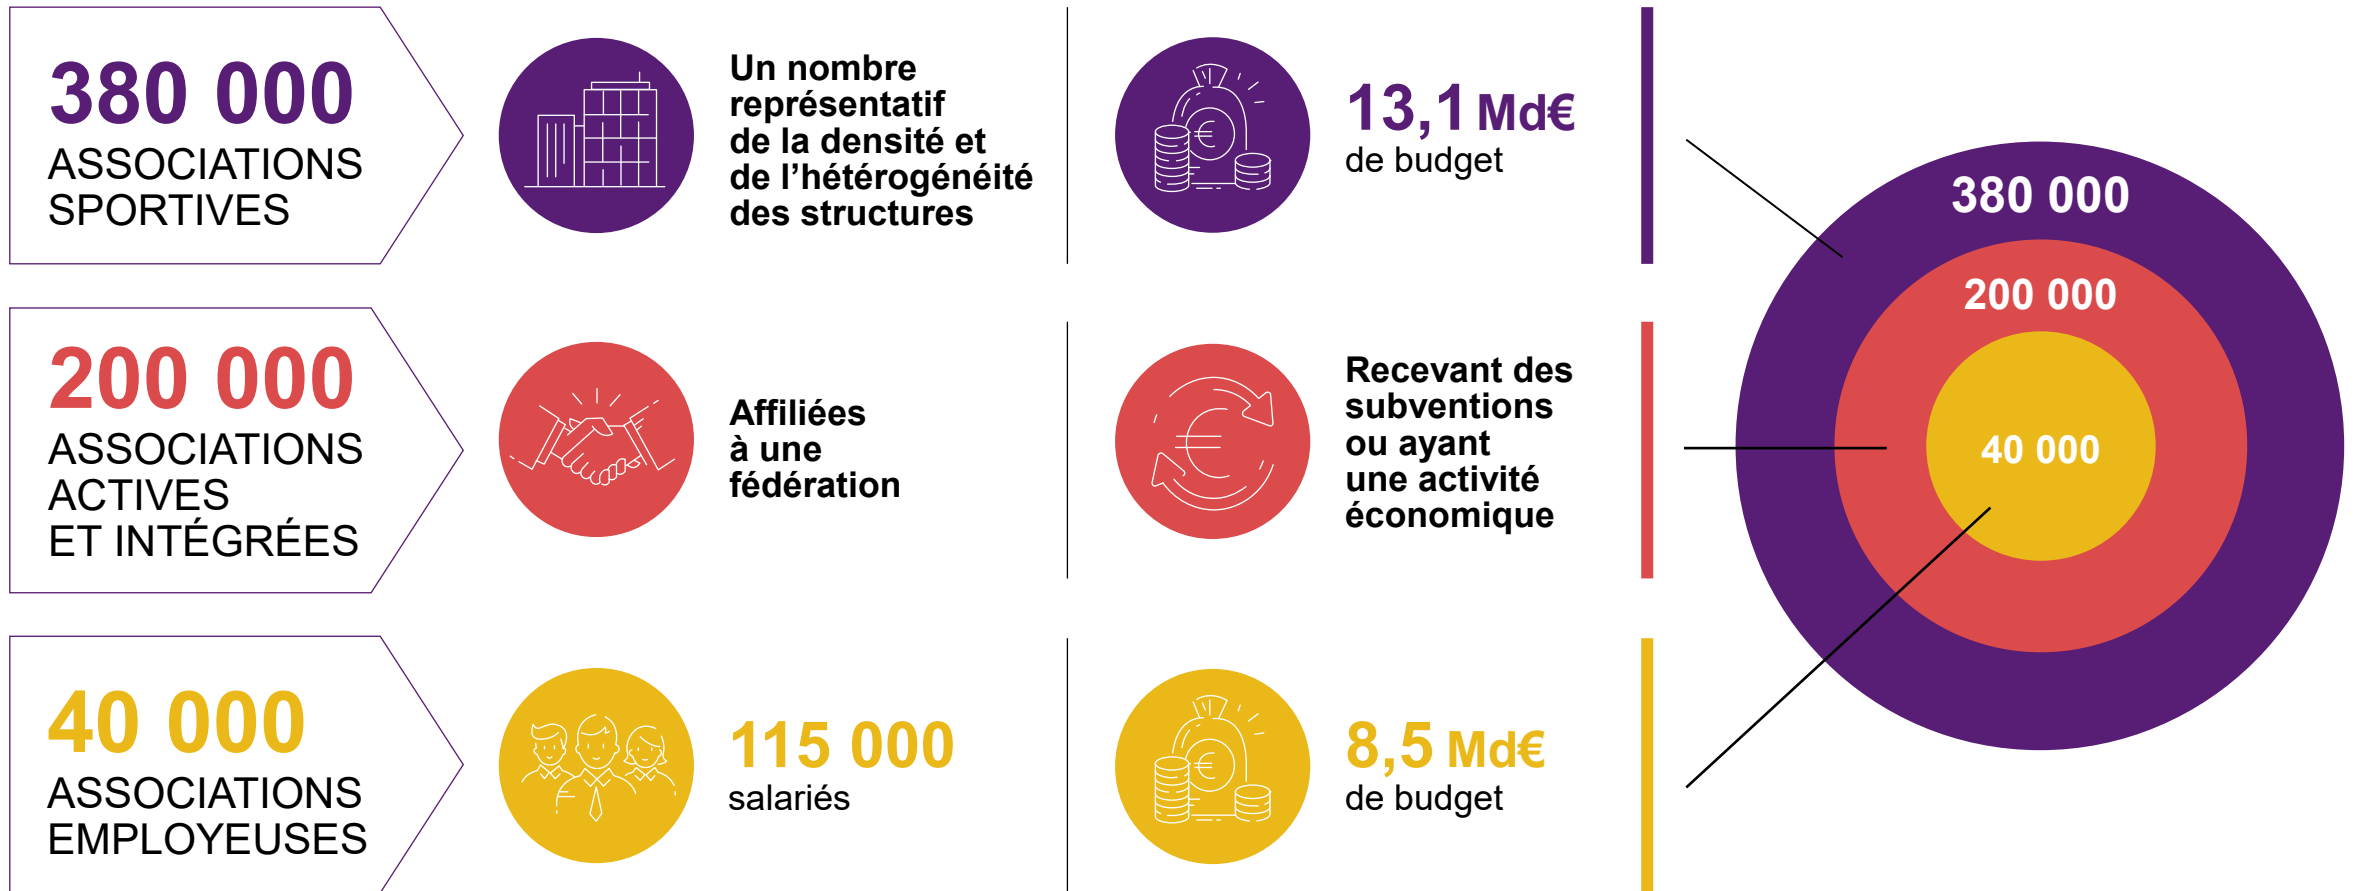 380 000
ASSOCIATIONS
SPORTIVES
Un nombre
représentatif
de la densité et
de l’hétérogénéité
des structures
13,1 Md€
de budget
200 000
ASSOCIATIONS
ACTIVES
ET INTÉGRÉES
Affiliées
à une
fédération
Recevant des
subventions
ou ayant
une activité
économique
40 000
ASSOCIATIONS
EMPLOYEUSES
115 000
salariés
8,5 Md€
de budget
380 000
200 000
40 000